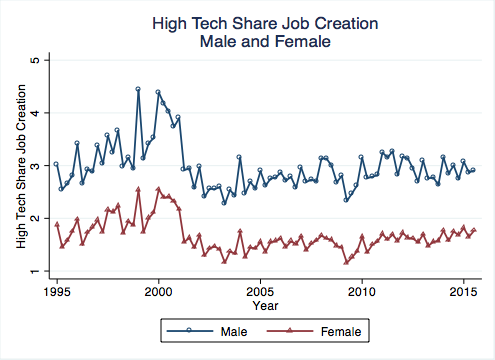 High Tech Share Job Creation
Male and Female
High Tech Share Job Creation
5
4
3
2
1
1995 2000 2005 2010 2015
Year
Male Female